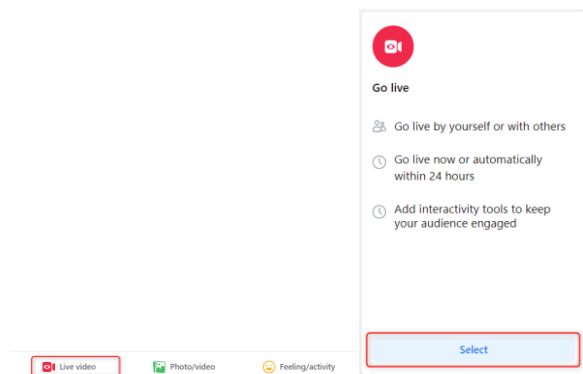 Go live
Go live by yourself or with others
Go live now or automatically
within 24 hours
Add interactivity tools to keep
your audience engaged
Select
Live video
Photo/video
Feeling/activity